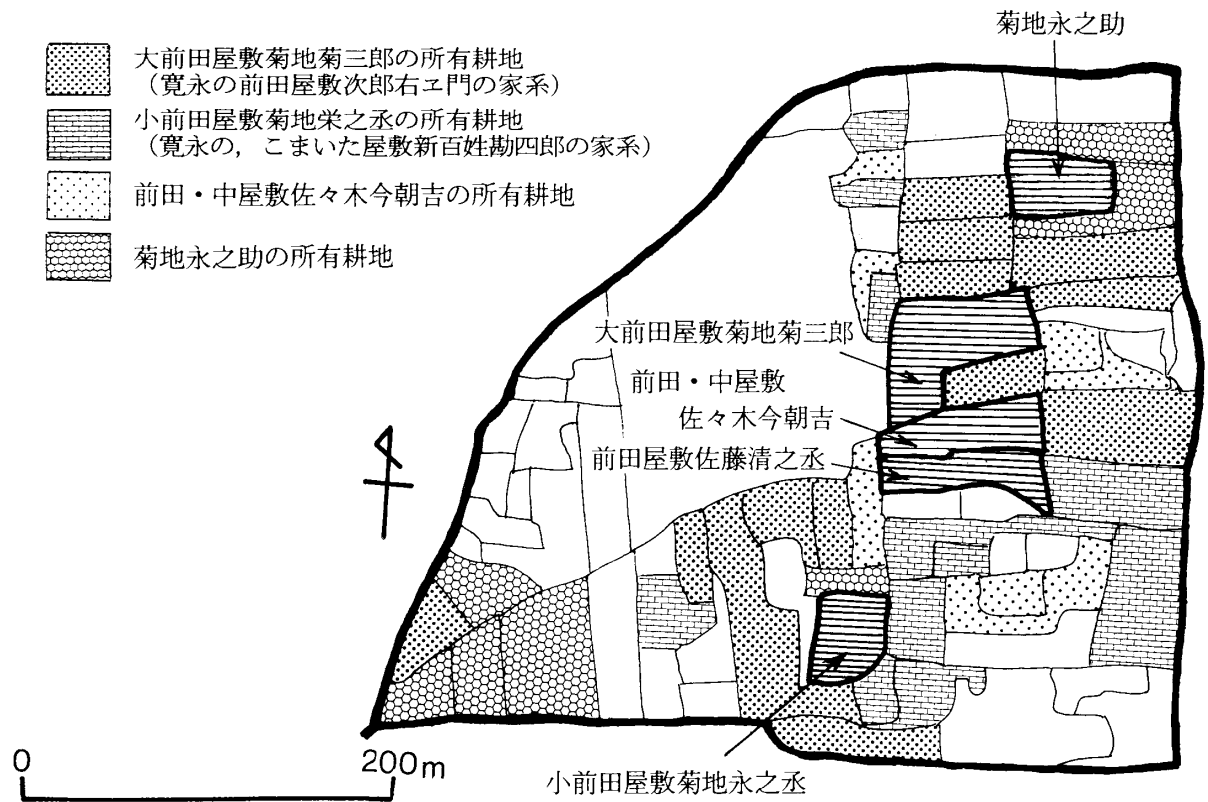 菊地永之助
大前田屋敷菊地菊三郎の所有耕地
（寛永の前田屋敷次郎右ヱ門の家系）
小前田屋敷菊地栄之丞の所有耕地
（寛永の，こまいた屋敷新百姓勘四郎の家系）
前田・中屋敷佐々木今朝吉の所有耕地
菊地永之助の所有耕地
大前田屋敷菊地菊三郎
前田・中屋敷
佐々木今朝吉
前田屋敷佐藤清之丞
小前田屋敷菊地永之丞
0
200m